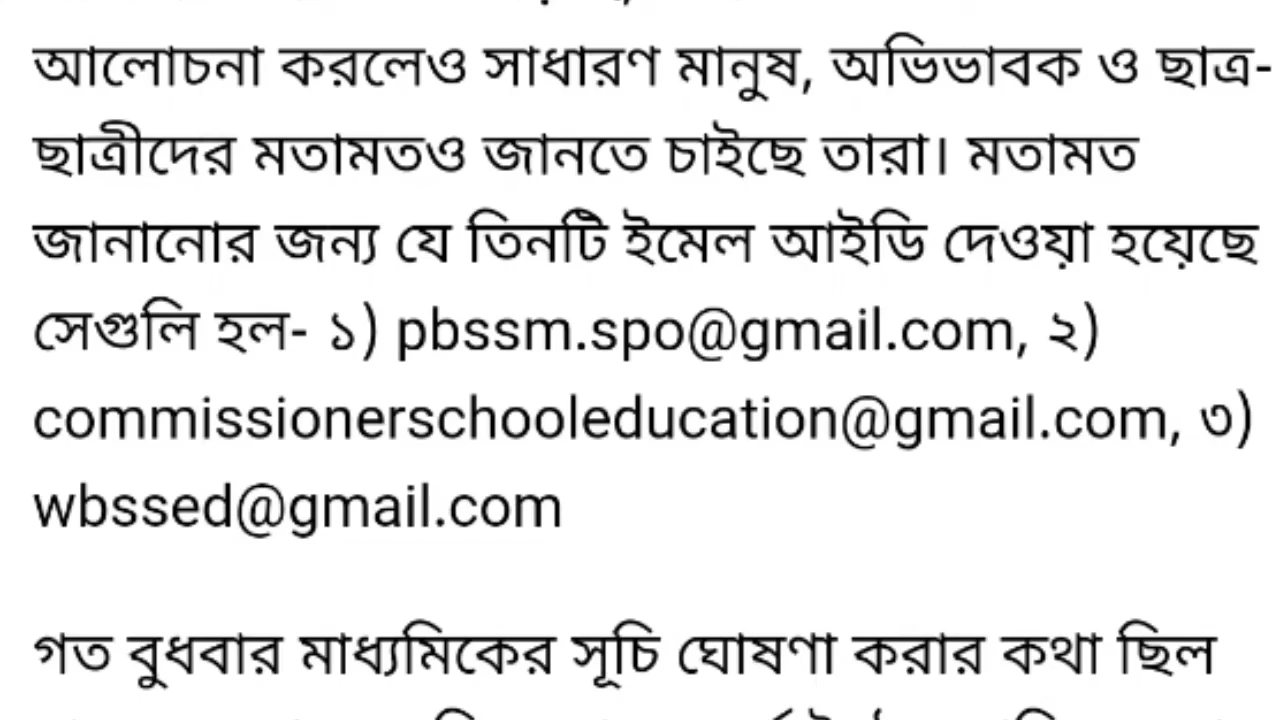 আলোচনা করলেও সাধারণ মানুষ, অভিভাবক ও ছাত্র-
ছাত্রীদের মতামতও জানতে চাইছে তারা। মতামত
জানানোর জন্য যে তিনটি ইমেল আইডি দেওয়া হয়েছে
সেগুলি হল- ১) pbssm.spo@gmail.com, ২)
commissionerschooleducation@gmail.com, ৩)
wbssed@gmail.com
গত বুধবার মাধ্যমিকের সূচি ঘোষণা করার কথা ছিল